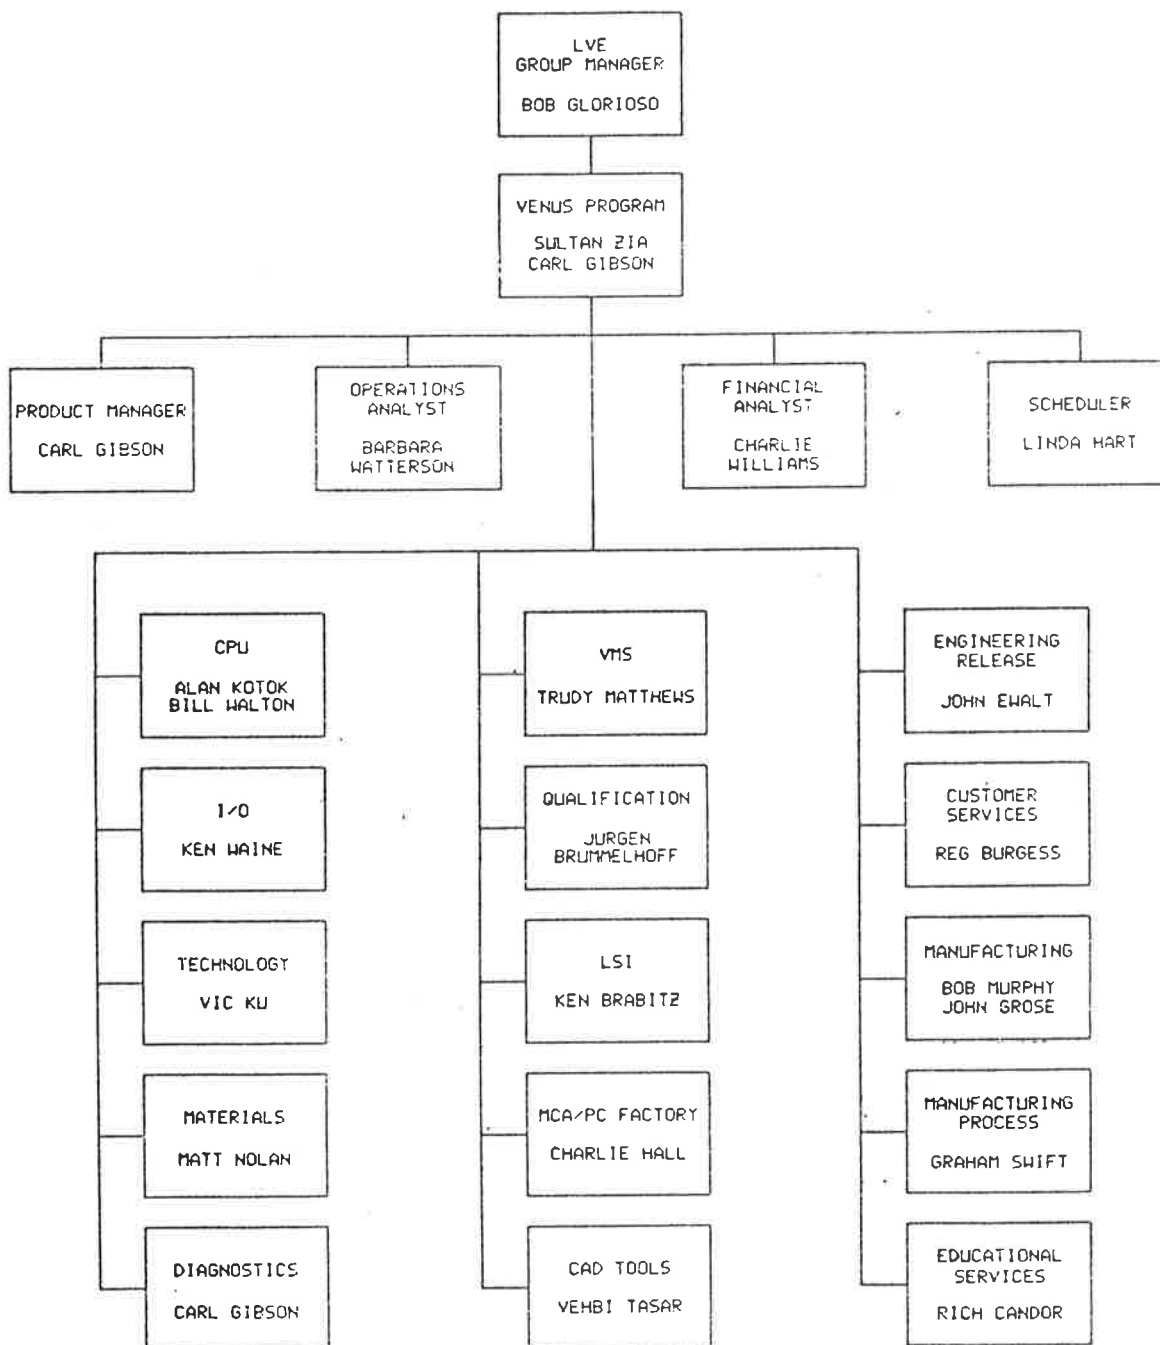 LVE
GROUP MANAGER
BOB GLORIOSO
VENUS PROGRAM
SULTAN ZIA
CARL GIBSON
PRODUCT MANAGER
CARL GIBSON
OPERATIONS
ANALYST
BARBARA
WATTERSON
FINANCIAL
ANALYST
CHARLIE
WILLIAMS
SCHEDULER
LINDA HART
CPU
ALAN KOTOK
BILL WALTON
I/O
KEN WAINE
TECHNOLOGY
VIC KU
MATERIALS
MATT NOLAN
DIAGNOSTICS
CARL GIBSON
VMS
TRUDY MATTHEWS
QUALIFICATION
JURGEN
BRUMMELHOFF
LSI
KEN BRABITZ
MCA/PC FACTORY
CHARLIE HALL
CAD TOOLS
VEHBI TASAR
ENGINEERING
RELEASE
JOHN EWALT
CUSTOMER
SERVICES
REG BURGESS
MANUFACTURING
BOB MURPHY
JOHN GROSE
MANUFACTURING
PROCESS
GRAHAM SWIFT
EDUCATIONAL
SERVICES
RICH CANDOR